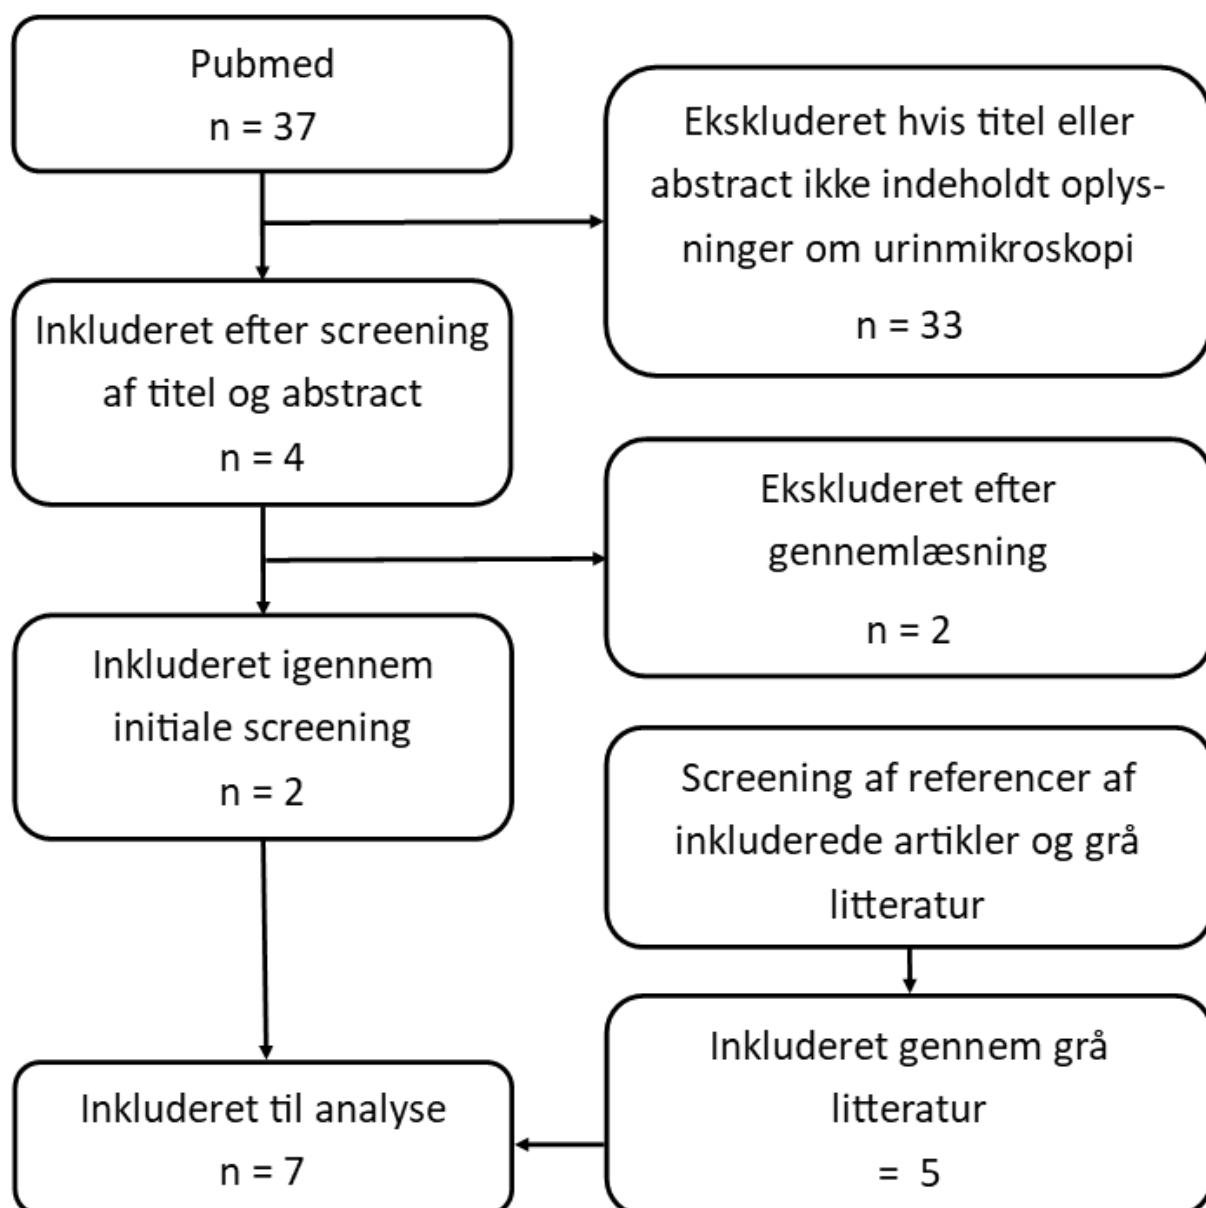 Pubmed
n = 37
Ekskluderet hvis titel eller
abstract ikke indeholdt oplys-
ninger om urinmikroskopi
n = 33
Inkluderet efter screening
af titel og abstract
n = 4
Ekskluderet efter
gennemlæsning
n = 2
Inkluderet igennem
initiale screening
n = 2
Screening af referencer af
inkluderede artikler og grå
litteratur
Inkluderet gennem grå
litteratur
= 5
Inkluderet til analyse
n = 7